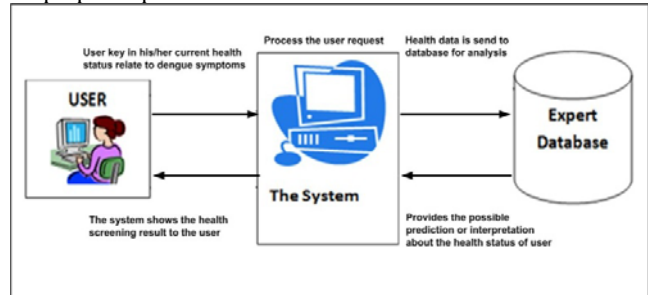 User key in his/her current health
status relate to dengue symptoms
Process the user request
Health data is send to
database for analysis
USER
Expert
Database
The System
The system shows the health
screening result to the user
Provides the possible
prediction or interpretation
about the health status of user